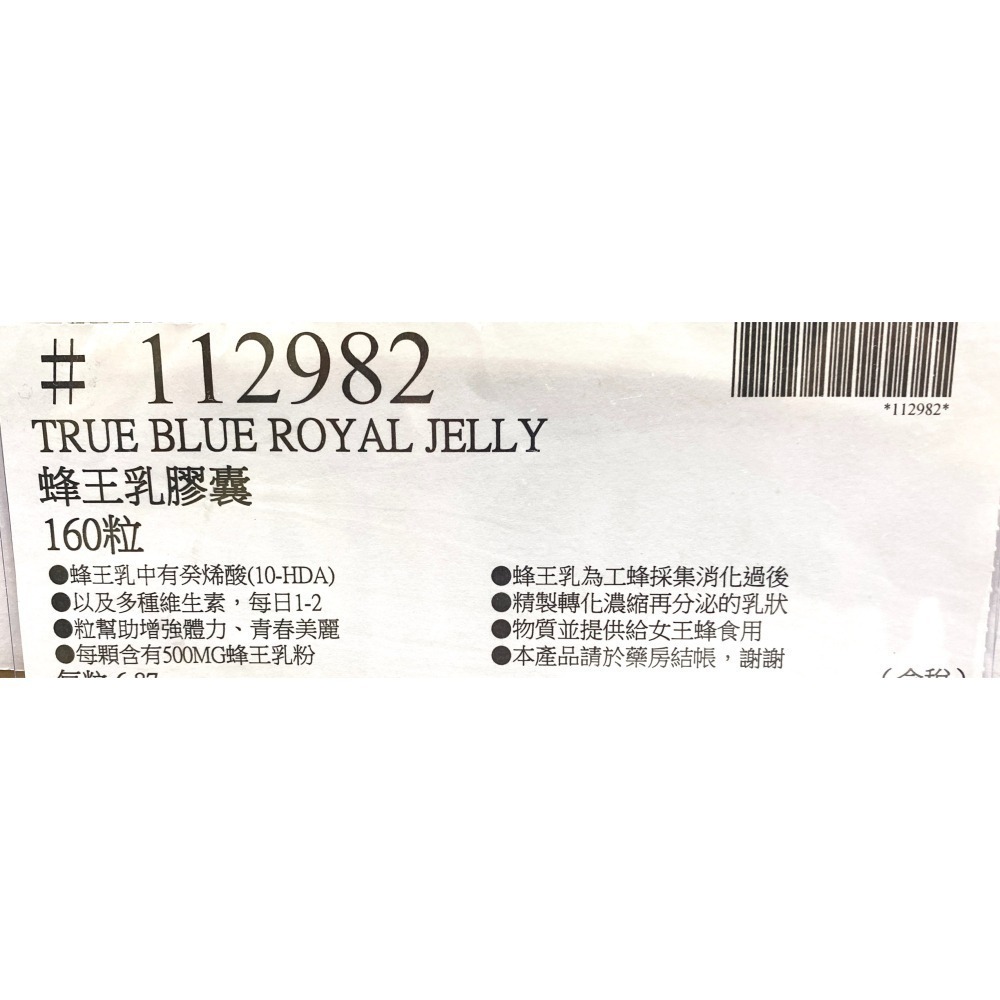 # 112982
*112982*
TRUE BLUE ROYAL JELLY
蜂王乳膠囊
160粒
●蜂王乳中有癸烯酸(10-HDA)
●以及多種維生素，每日1-2
●粒幫助增強體力、青春美麗
●每顆含有500MG蜂王乳粉
●蜂王乳為工蜂採集消化過後
●精製轉化濃縮再分泌的乳狀
●物質並提供給女王蜂食用
●本產品請於藥房結帳，謝謝